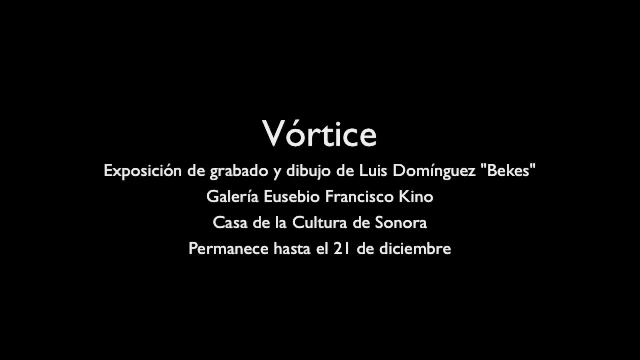 Vórtice
Exposición de grabado y dibujo de Luis Domínguez "Bekes"
Galería Eusebio Francisco Kino
Casa de la Cultura de Sonora
Permanece hasta el 21 de diciembre